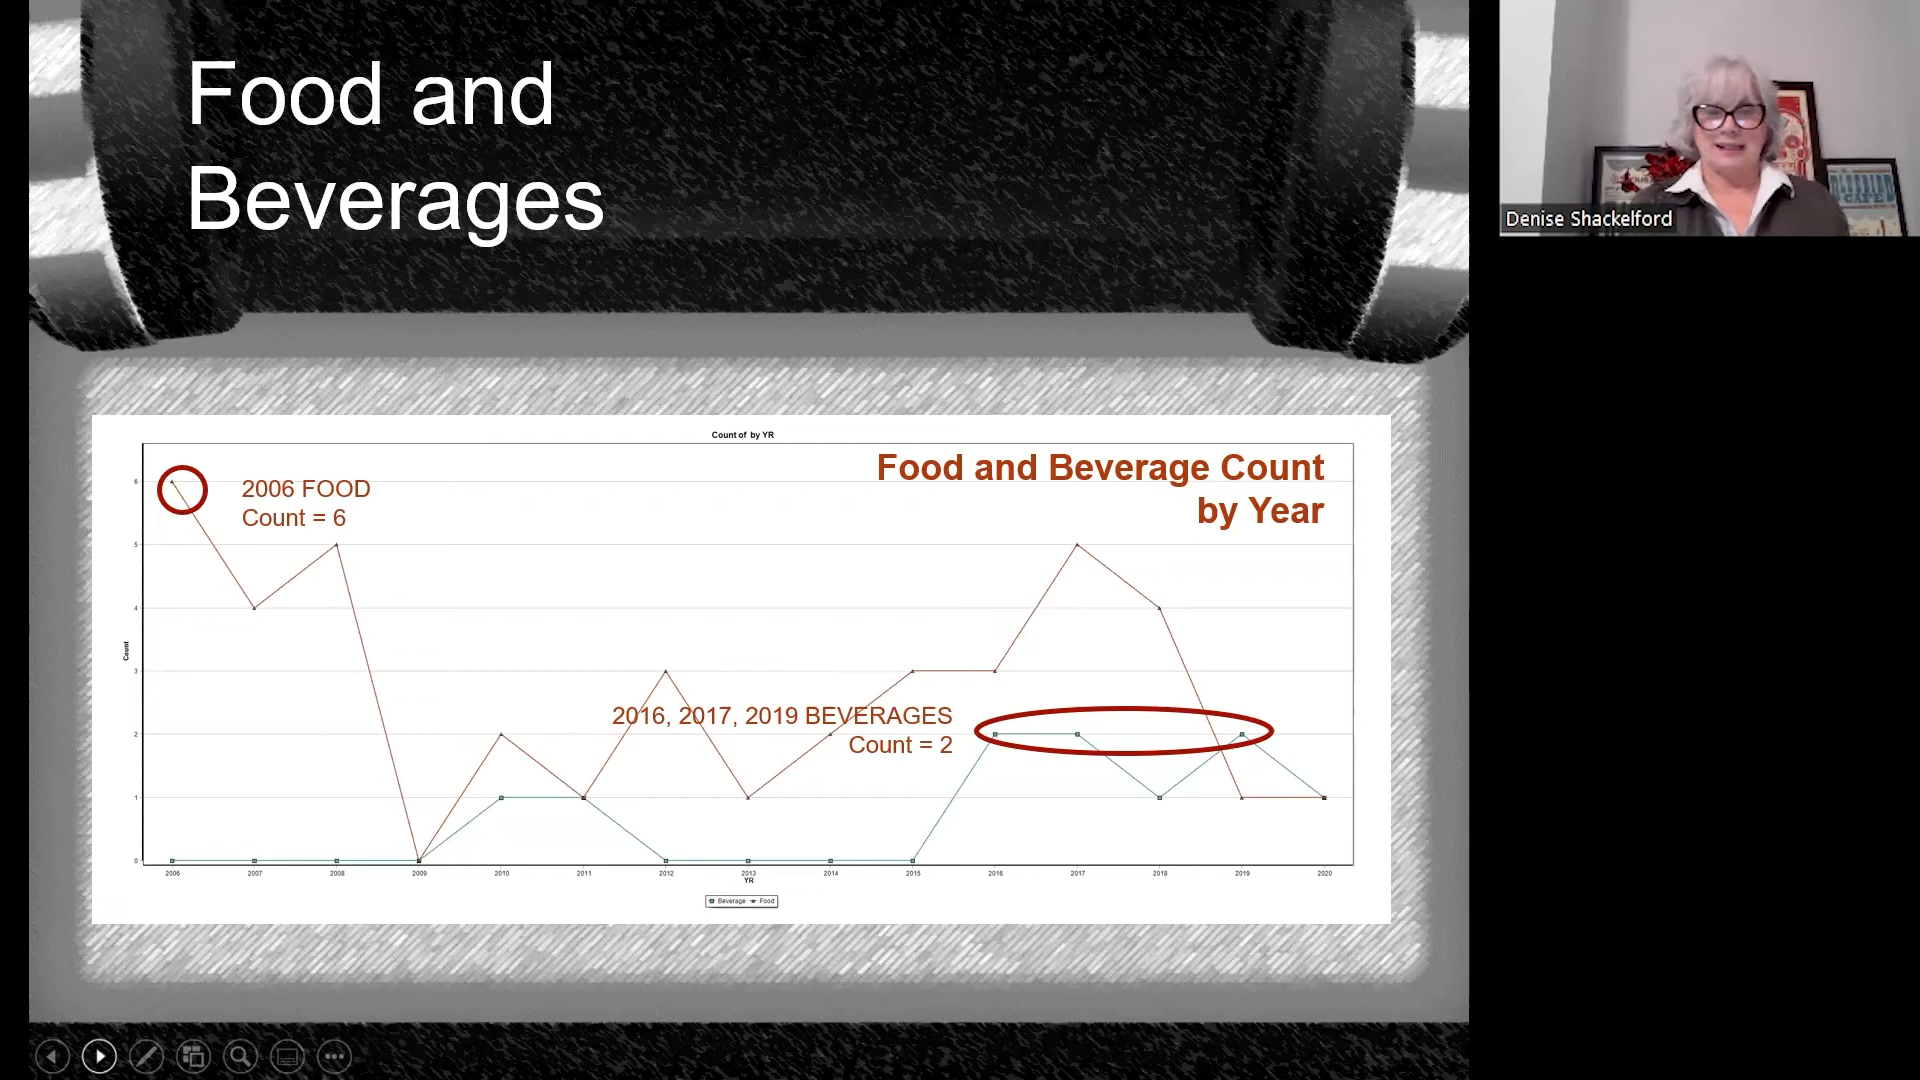 Food and
Beverages
Denise Shackelford
Count of by YR
Food and Beverage Count
by Year
2006 FOOD
Count = 6
2016, 2017, 2019 BEVERAGES
Count = 2
Count
6
5
4
3
2
1
0
2006 2007 2008 2009 2010 2011 2012 2013 2014 2015 2016 2017 2018 2019 2020
YR
Beverage Food